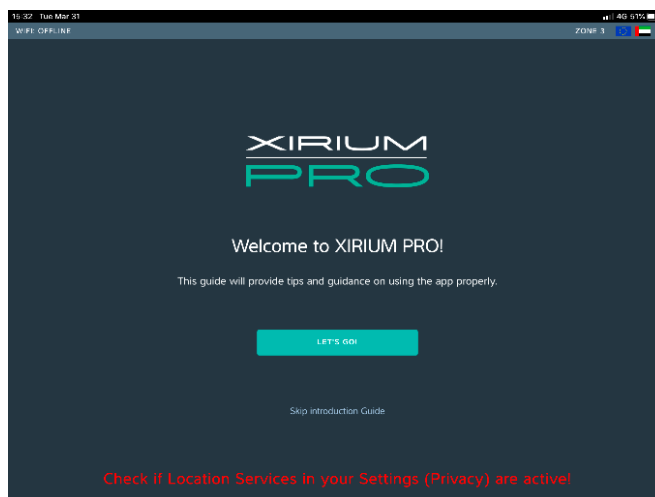 15:32 Tue Mar 31 4G 51%
WIFI: OFFLINE ZONE 3
XIRIUM
PRO
Welcome to XIRIUM PRO!
This guide will provide tips and guidance on using the app properly.
LET'S GO!
Skip introduction Guide
Check if Location Services in your Settings (Privacy) are active!